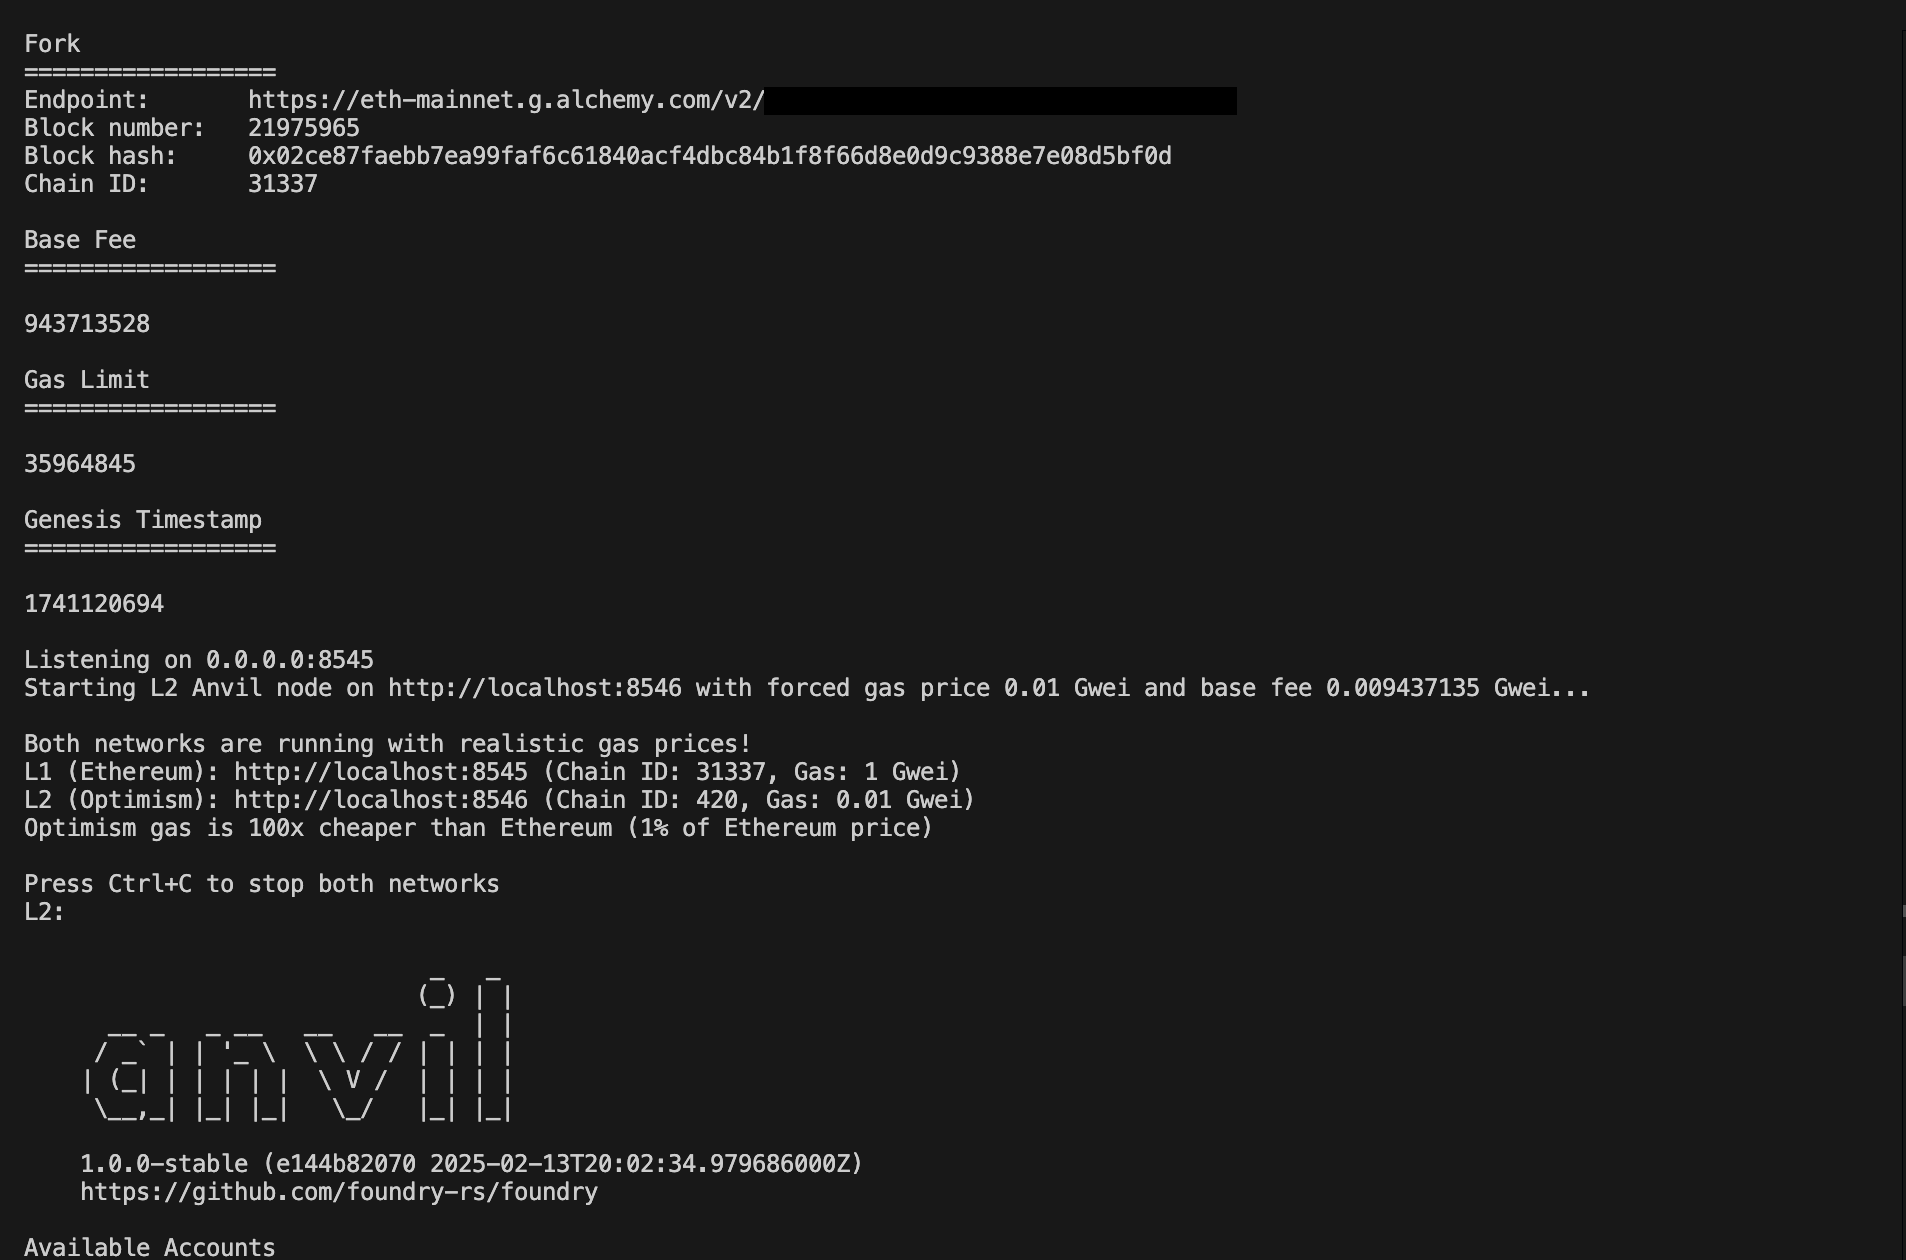 Fork
==================
Endpoint:       https://eth-mainnet.g.alchemy.com/v2/
Block number:   21975965
Block hash:     0x02ce87faebb7ea99faf6c61840acf4dbc84b1f8f66d8e0d9c9388e7e08d5bf0d
Chain ID:       31337

Base Fee
==================

943713528

Gas Limit
==================

35964845

Genesis Timestamp
==================

1741120694

Listening on 0.0.0.0:8545
Starting L2 Anvil node on http://localhost:8546 with forced gas price 0.01 Gwei and base fee 0.009437135 Gwei...

Both networks are running with realistic gas prices!
L1 (Ethereum): http://localhost:8545 (Chain ID: 31337, Gas: 1 Gwei)
L2 (Optimism): http://localhost:8546 (Chain ID: 420, Gas: 0.01 Gwei)
Optimism gas is 100x cheaper than Ethereum (1% of Ethereum price)

Press Ctrl+C to stop both networks
L2:

anvil

    1.0.0-stable (e144b82070 2025-02-13T20:02:34.979686000Z)
    https://github.com/foundry-rs/foundry

Available Accounts